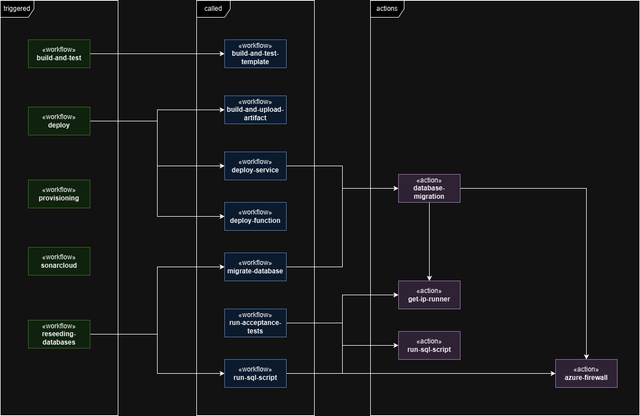 triggered
«workflow»
build-and-test
«workflow»
deploy
«workflow»
provisioning
«workflow»
sonarcloud
«workflow»
reseeding-
databases
called
«workflow»
build-and-test-
template
«workflow»
build-and-upload-
artifact
«workflow»
deploy-service
«workflow»
deploy-function
«workflow»
migrate-database
«workflow»
run-acceptance-
tests
«workflow»
run-sql-script
actions
«action»
database-
migration
«action»
get-ip-runner
«action»
run-sql-script
«action»
azure-firewall